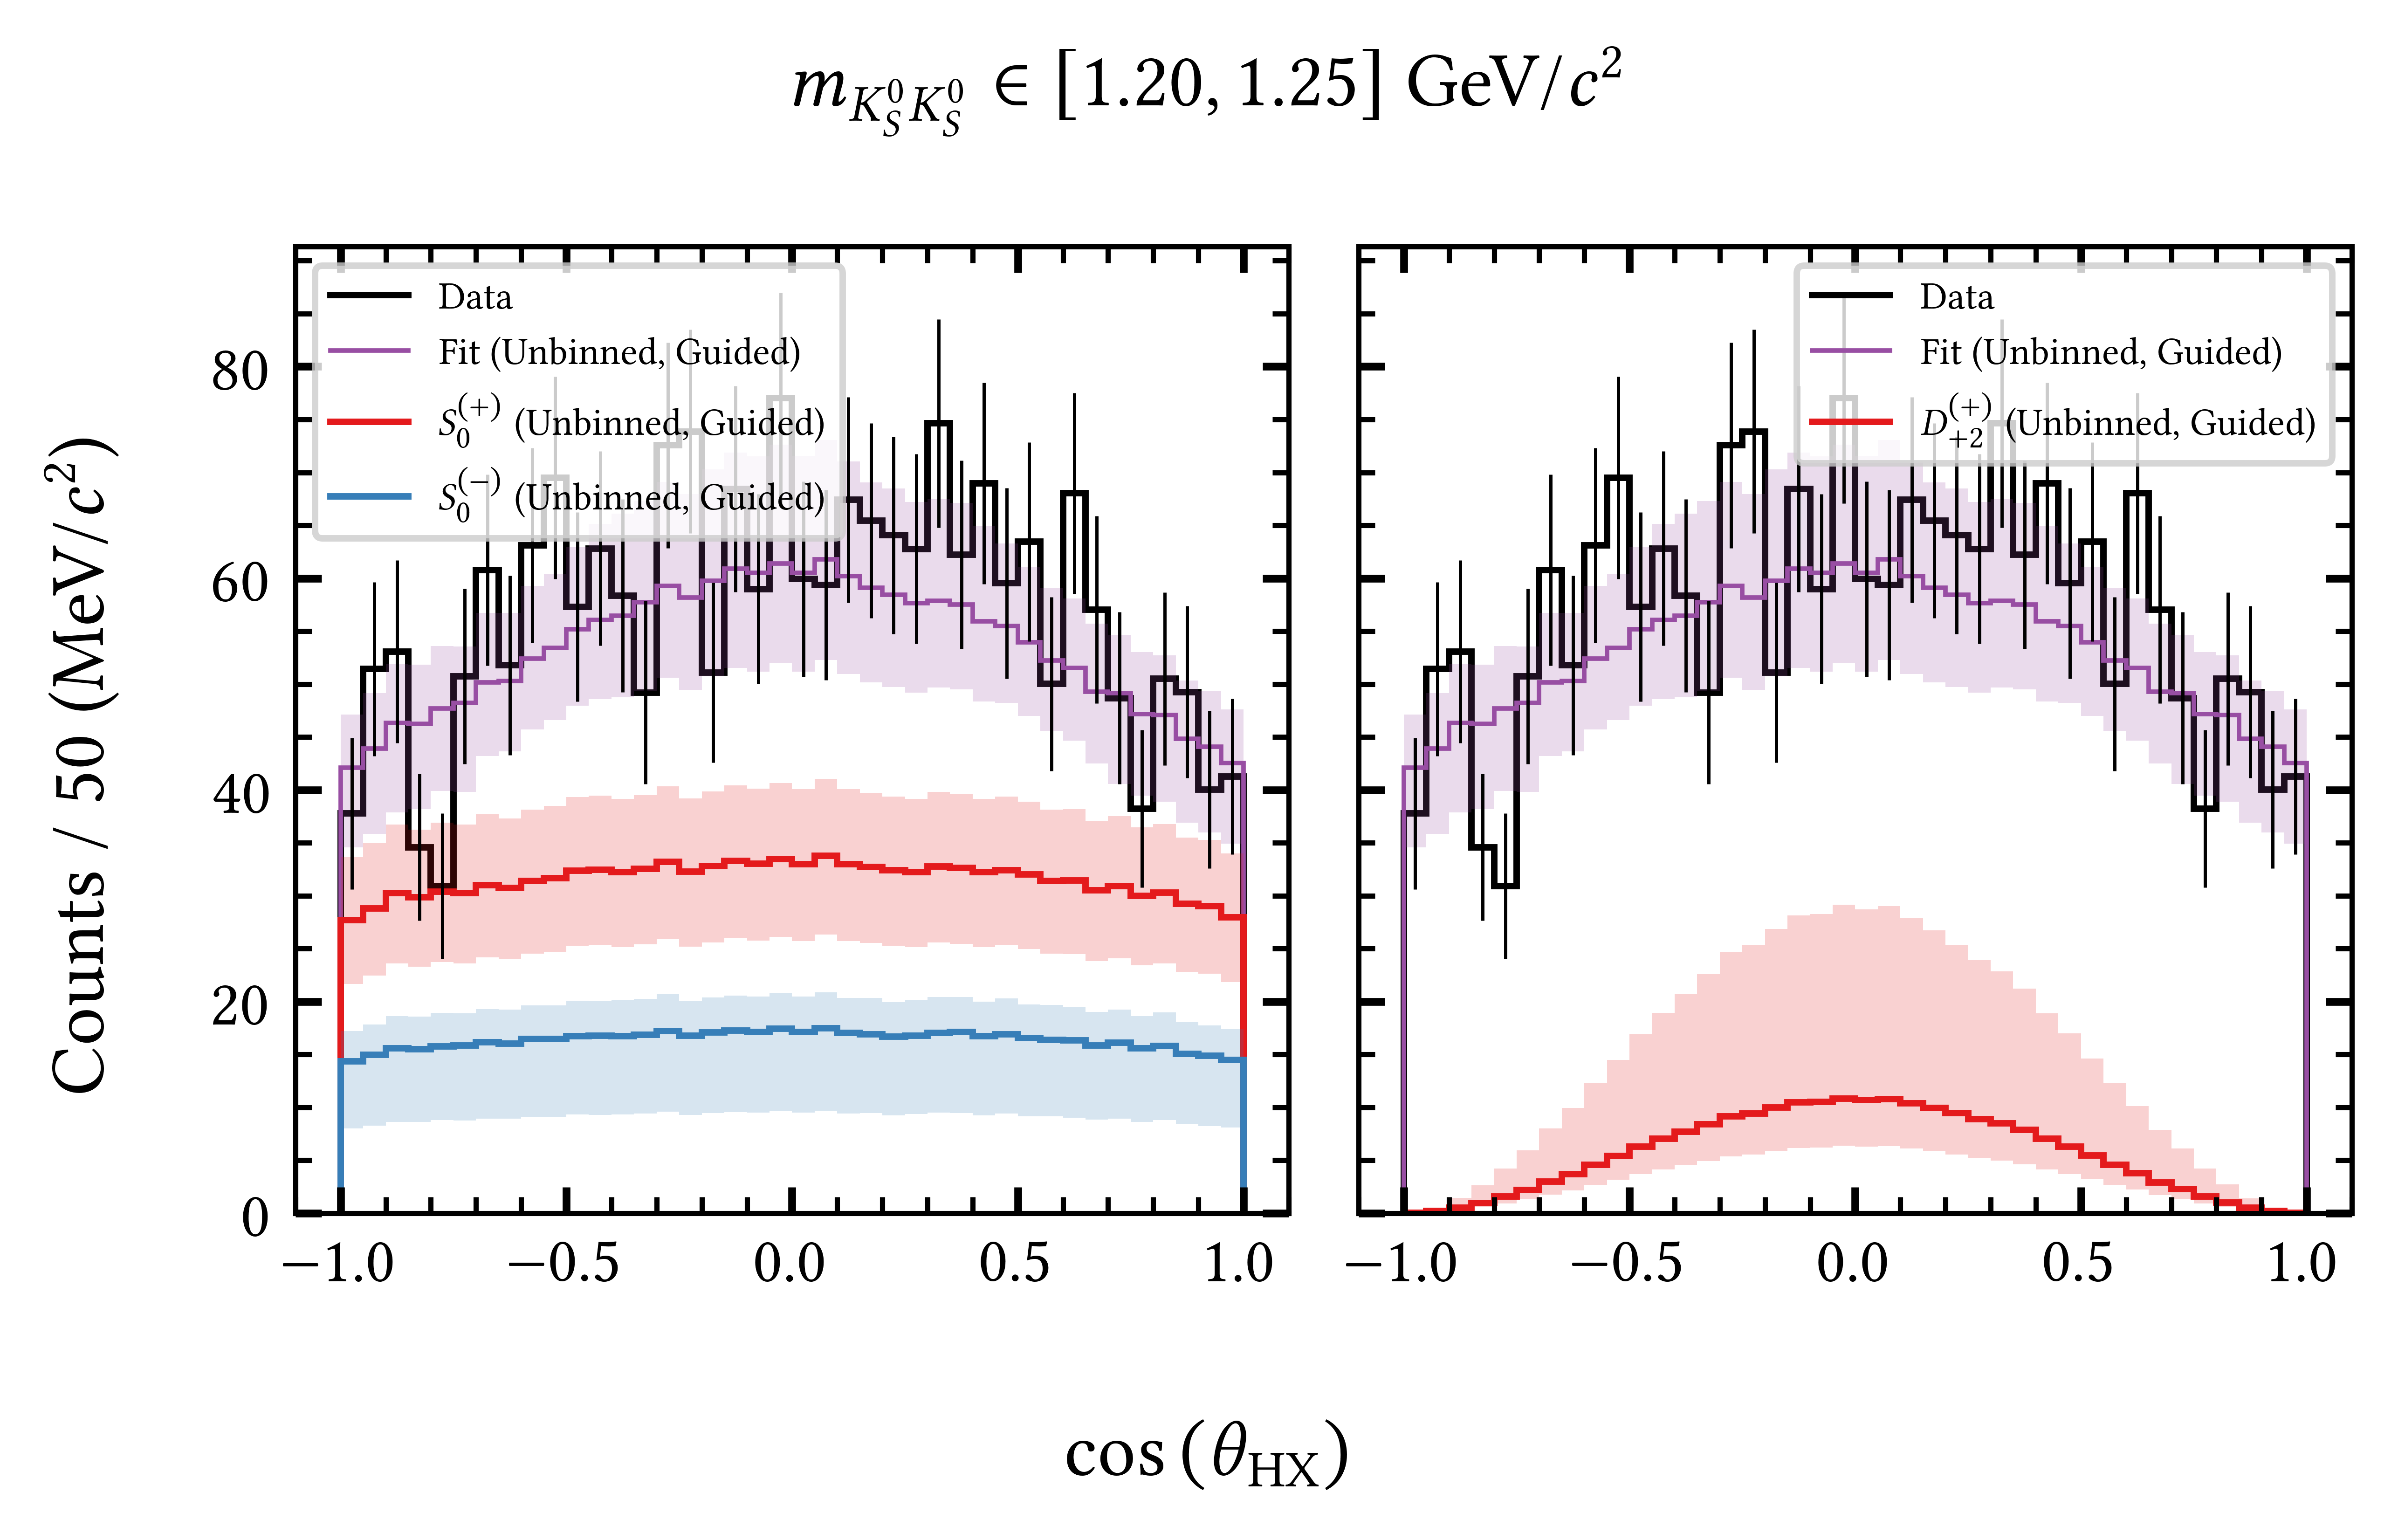 m_{K_S^0 K_S^0} ∈ [1.20, 1.25] GeV/c²
Counts / 50 (MeV/c²)
Data
Fit (Unbinned, Guided)
S_0^{(+)} (Unbinned, Guided)
S_0^{(−)} (Unbinned, Guided)
Data
Fit (Unbinned, Guided)
D_{+2}^{(+)} (Unbinned, Guided)
80
60
40
20
0
−1.0 −0.5 0.0 0.5 1.0
−1.0 −0.5 0.0 0.5 1.0
cos (θ_{HX})